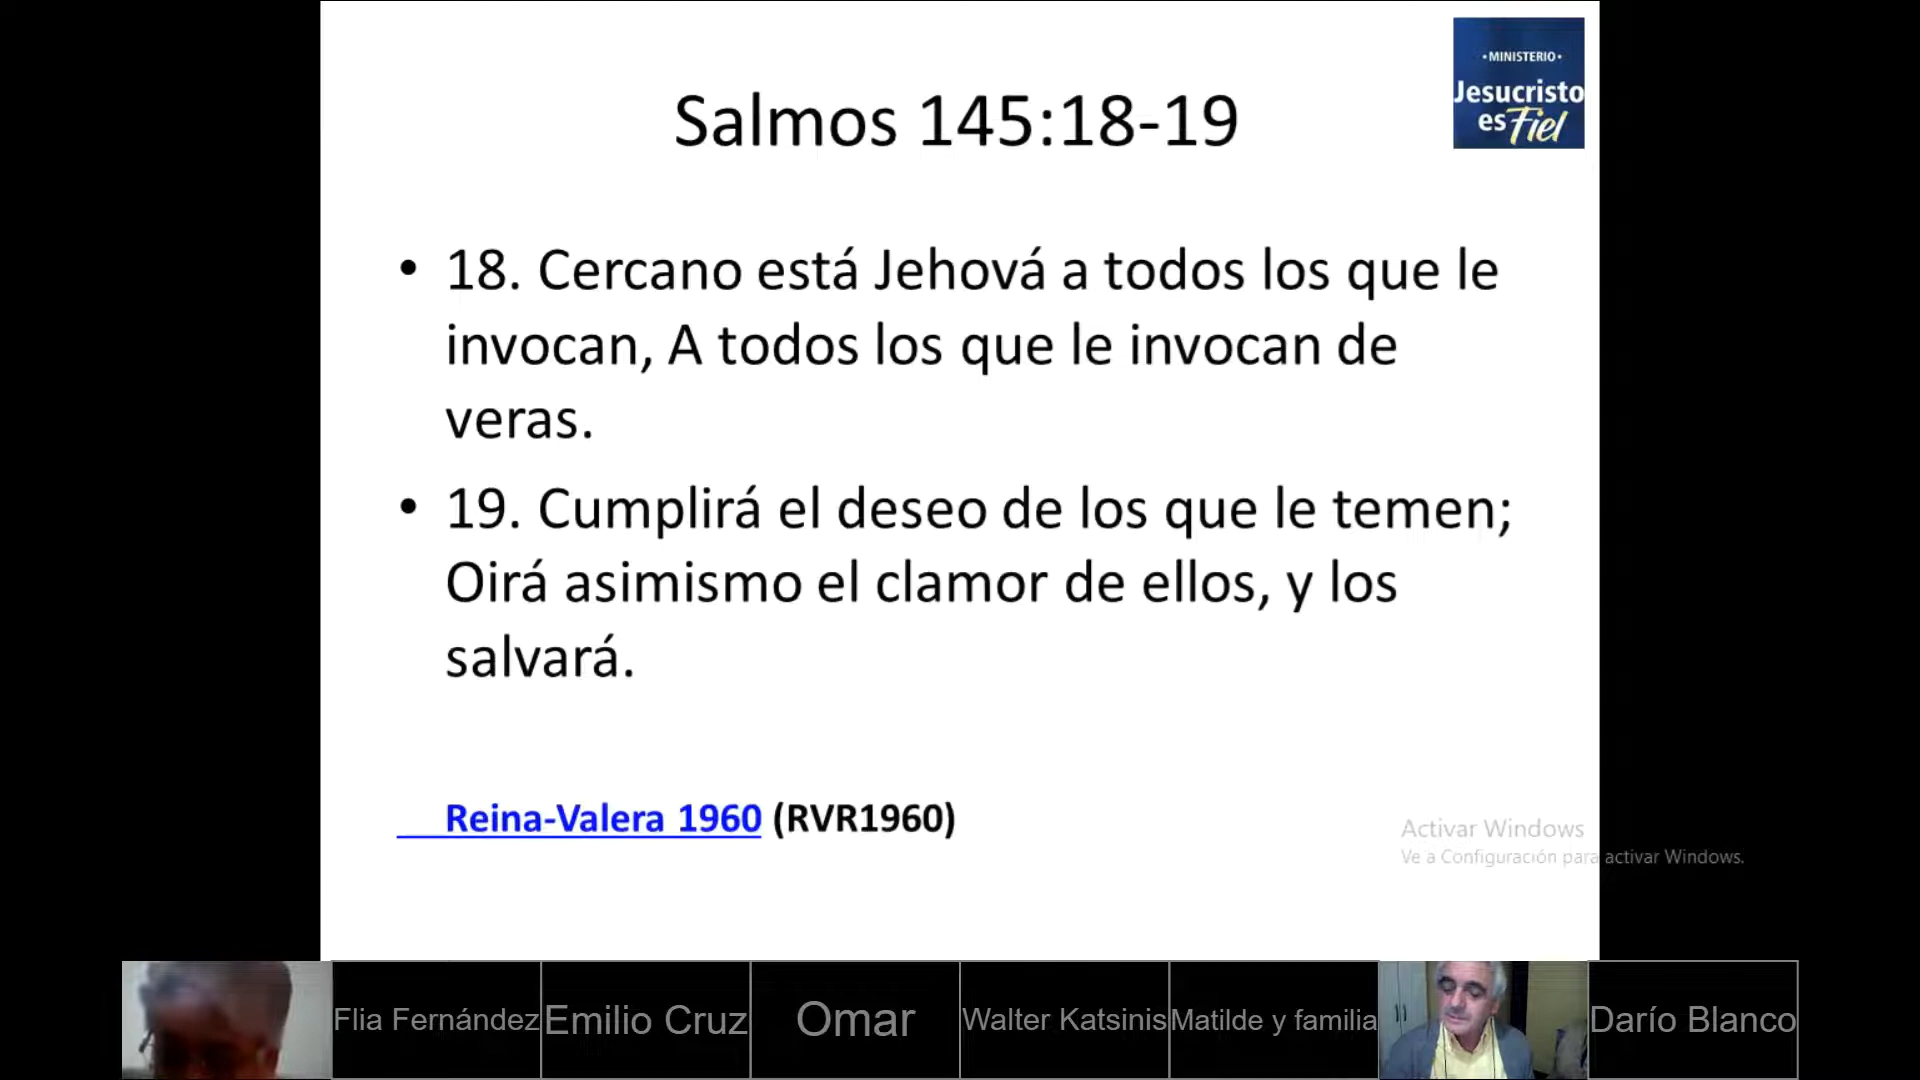 • MINISTERIO •
Jesucristo
es Fiel
Salmos 145:18-19
• 18. Cercano está Jehová a todos los que le
invocan, A todos los que le invocan de
veras.
• 19. Cumplirá el deseo de los que le temen;
Oirá asimismo el clamor de ellos, y los
salvará.
Reina-Valera 1960 (RVR1960)
Activar Windows
Ve a Configuración para activar Windows.
Flia Fernández
Emilio Cruz
Omar
Walter Katsinis
Matilde y familia
Darío Blanco